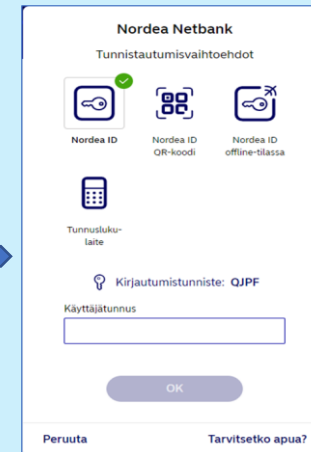 Nordea Netbank
Tunnistautumisvaihtoehdot
Nordea ID
Nordea ID
QR-koodi
Nordea ID
offline-tilassa
Tunnusluku-
laite
Kirjautumistunniste: QJPF
Käyttäjätunnus
OK
Peruuta
Tarvitsetko apua?